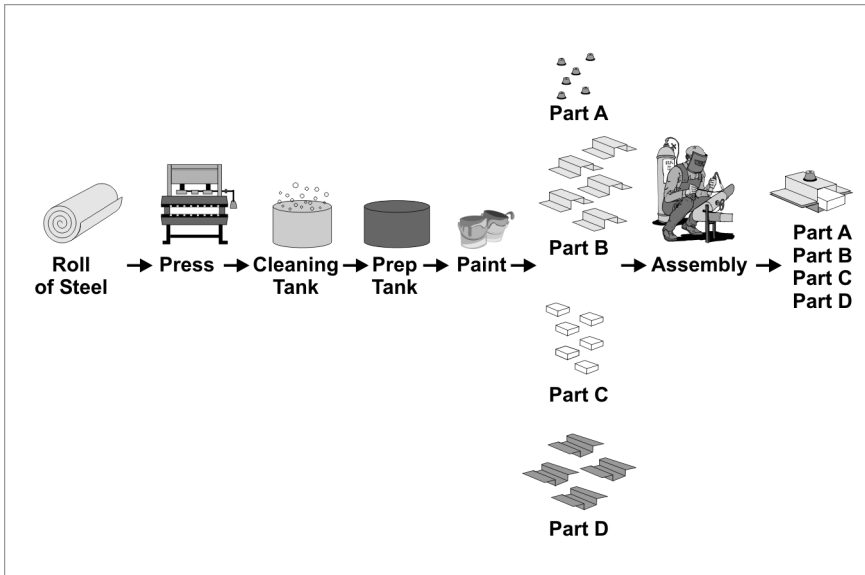 Part A
Part B
Roll
of Steel
Press
Cleaning
Tank
Prep
Tank
Paint
Assembly
Part A
Part B
Part C
Part D
Part C
Part D